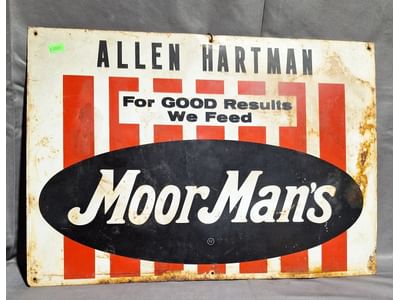 ALLEN HARTMAN
For GOOD Results
We Feed
MoorMan's